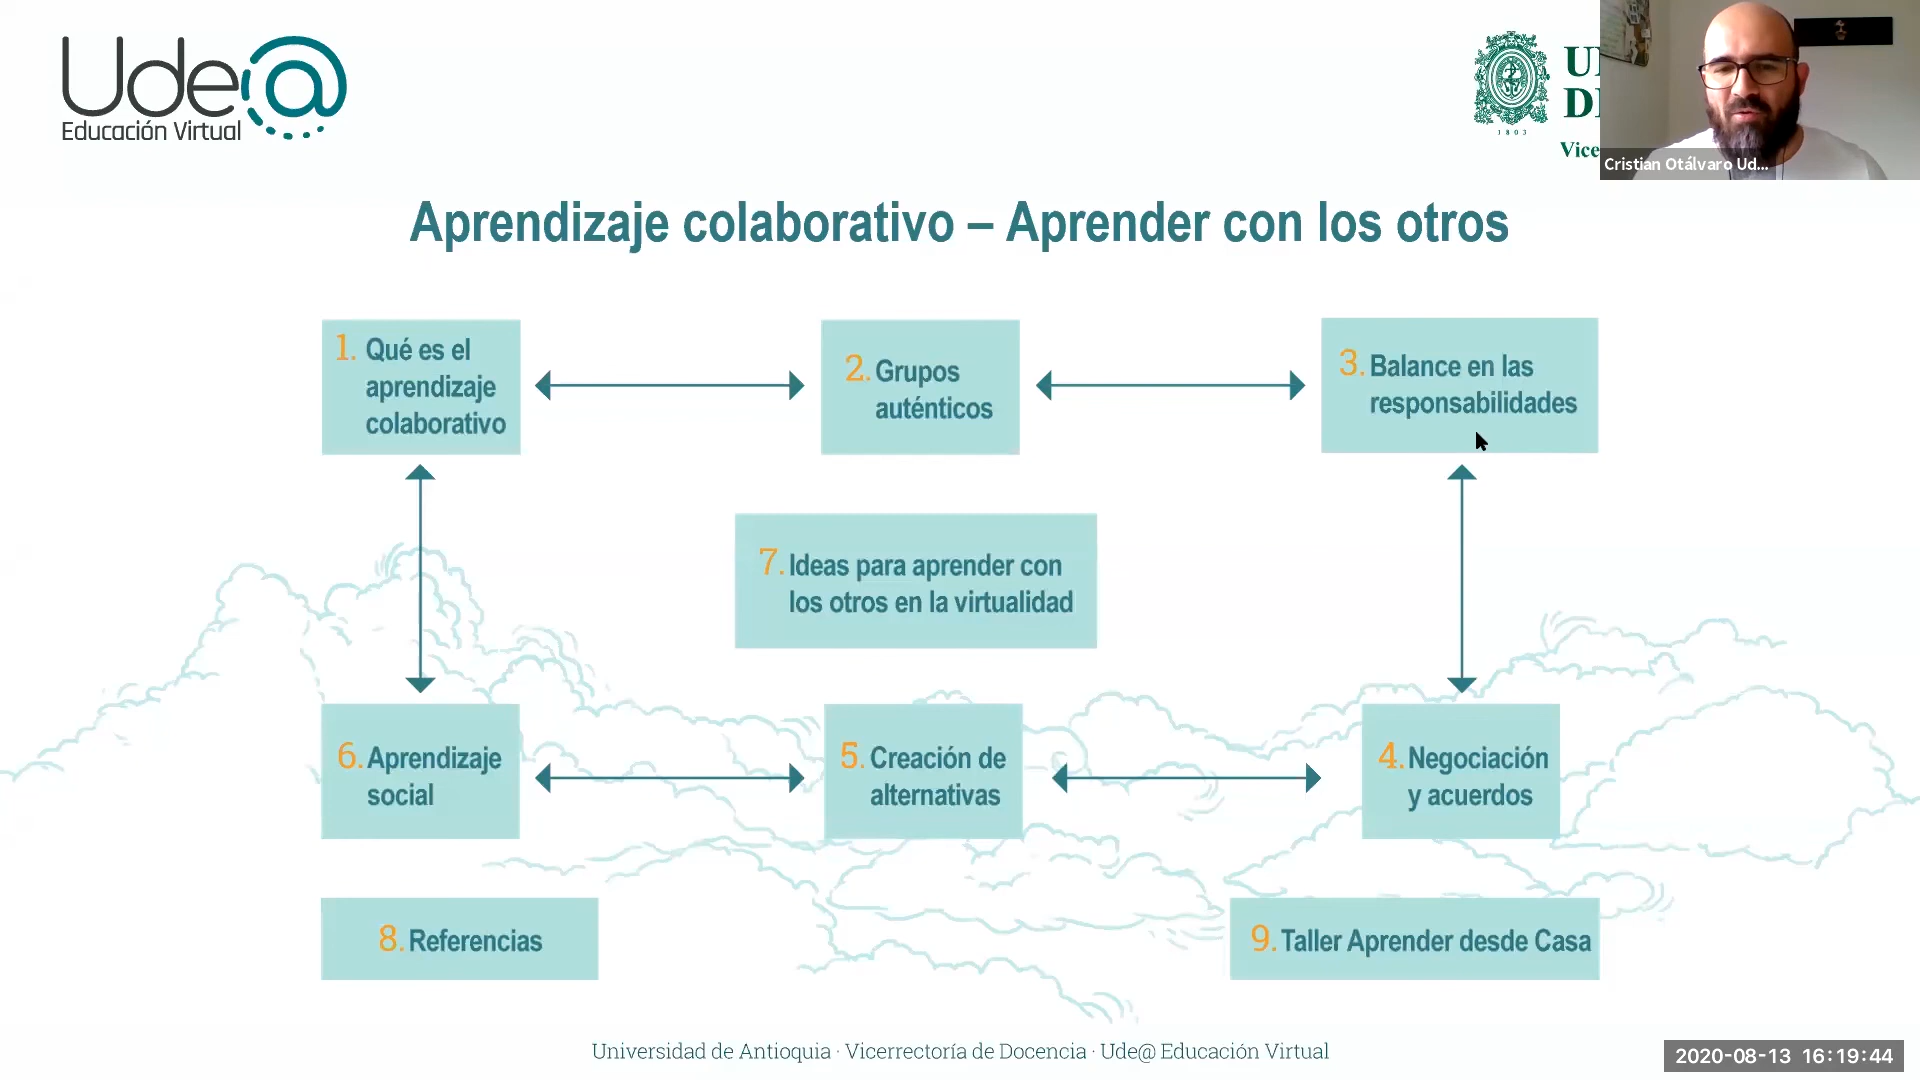 Ude@
Educación Virtual
1803
Cristian Otálvaro Ud...
Aprendizaje colaborativo – Aprender con los otros
1. Qué es el
aprendizaje
colaborativo
2. Grupos
auténticos
3. Balance en las
responsabilidades
7. Ideas para aprender con
los otros en la virtualidad
6. Aprendizaje
social
5. Creación de
alternativas
4. Negociación
y acuerdos
8. Referencias
9. Taller Aprender desde Casa
Universidad de Antioquia · Vicerrectoría de Docencia · Ude@ Educación Virtual
2020-08-13 16:19:44